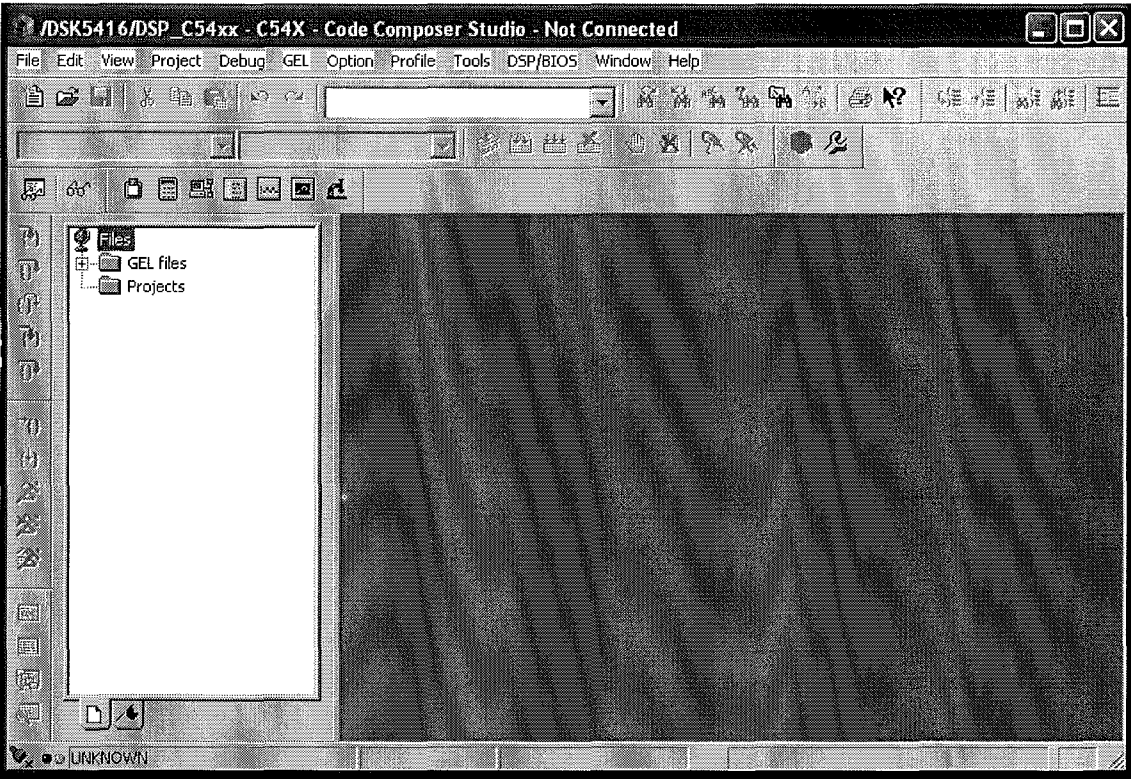 /DSK5416/DSP_C54xx - C54X - Code Composer Studio - Not Connected
File Edit View Project Debug GEL Option Profile Tools DSP/BIOS Window Help
Files
GEL files
Projects
UNKNOWN